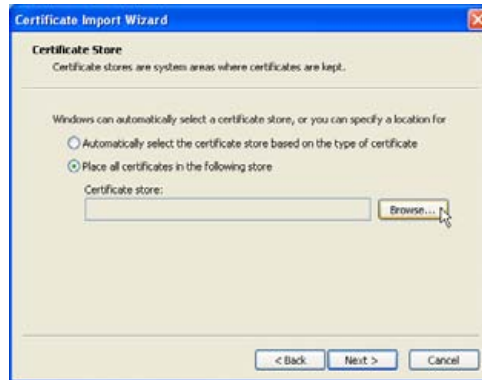 Certificate Import Wizard
Certificate Store
Certificate stores are system areas where certificates are kept.
Windows can automatically select a certificate store, or you can specify a location for
Automatically select the certificate store based on the type of certificate
Place all certificates in the following store
Certificate store:
Browse...
< Back
Next >
Cancel